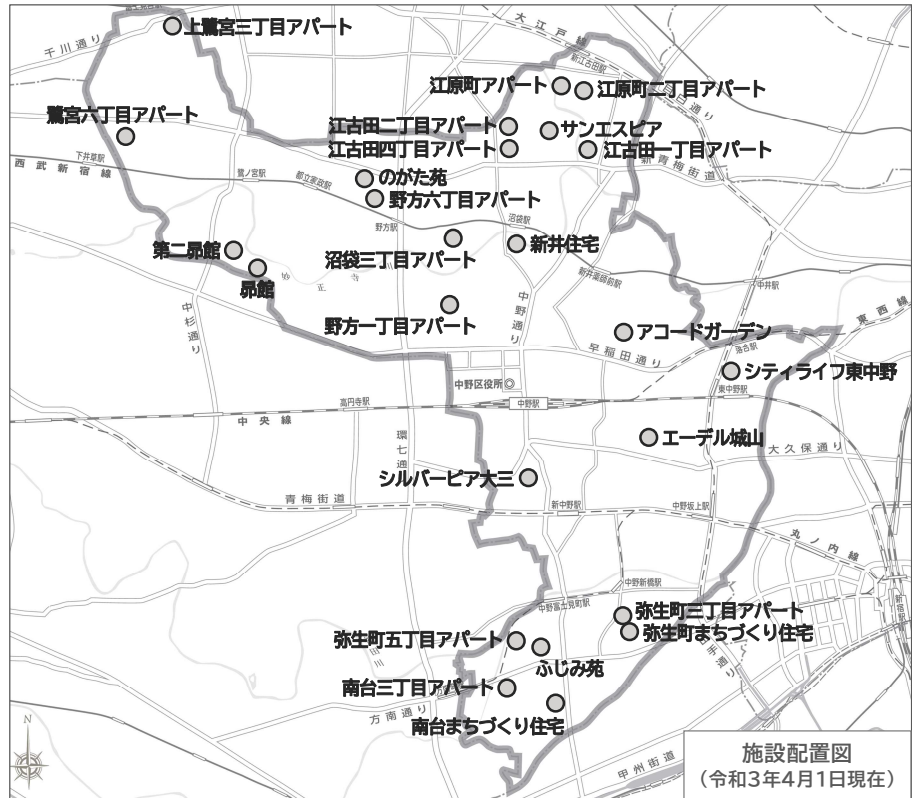 上鷺宮三丁目アパート
千川通り
大江戸線
新江古田駅
江原町アパート
江原町二丁目アパート
目白通り
鷺宮六丁目アパート
江古田二丁目アパート
サンエスピア
江古田四丁目アパート
江古田一丁目アパート
新青梅街道
下井草駅
西武新宿線
鷺ノ宮駅
都立家政駅
のがた苑
野方六丁目アパート
野方駅
沼袋駅
第二昴館
昴館
沼袋三丁目アパート
新井住宅
新井薬師前駅
中井駅
妙正寺川
中杉通り
野方一丁目アパート
中野通り
アコードガーデン
東西線
早稲田通り
落合駅
シティライフ東中野
東中野駅
中野区役所◎
高円寺駅
中野駅
中央線
環七通
エーデル城山
大久保通り
シルバーピア大三
青梅街道
新中野駅
中野坂上駅
丸ノ内線
中野新橋駅
新宿駅
中野富士見町駅
弥生町三丁目アパート
弥生町まちづくり住宅
弥生町五丁目アパート
ふじみ苑
山手通り
南台三丁目アパート
方南通り
南台まちづくり住宅
甲州街道
N
施設配置図
(令和3年4月1日現在)